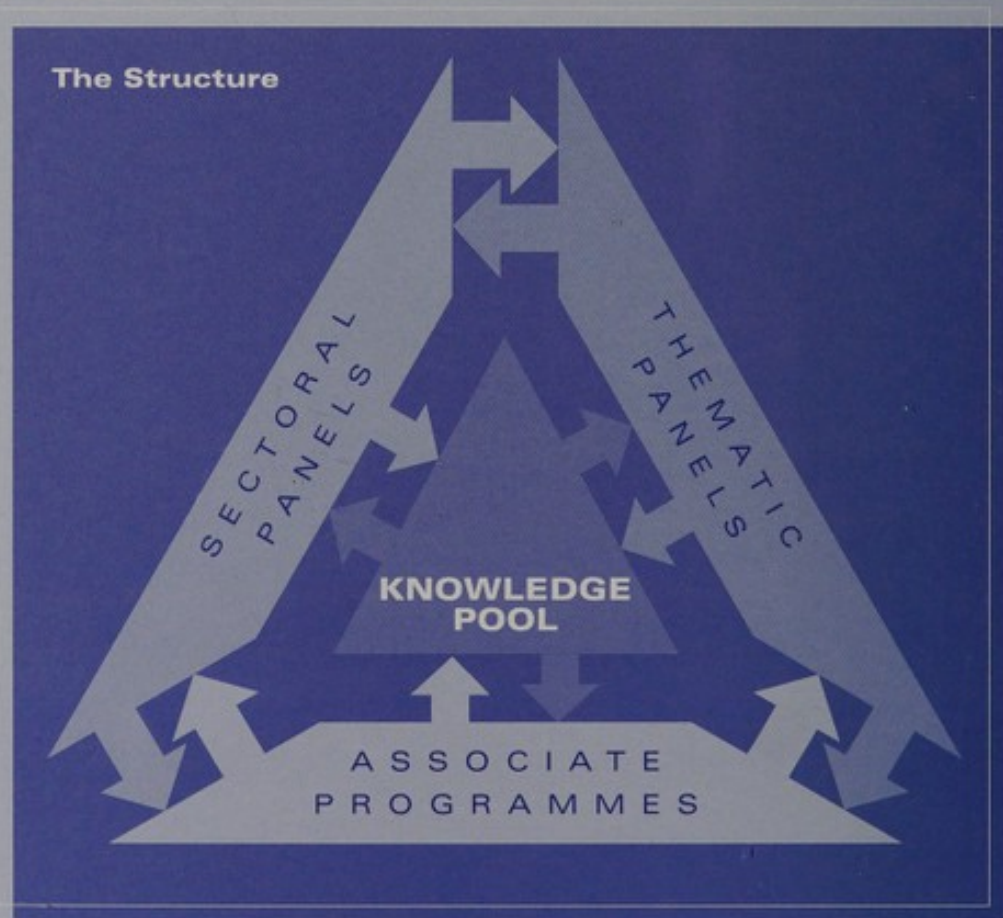 The Structure
SECTORAL
PANELS
THEMATIC
PANELS
KNOWLEDGE
POOL
ASSOCIATE
PROGRAMMES